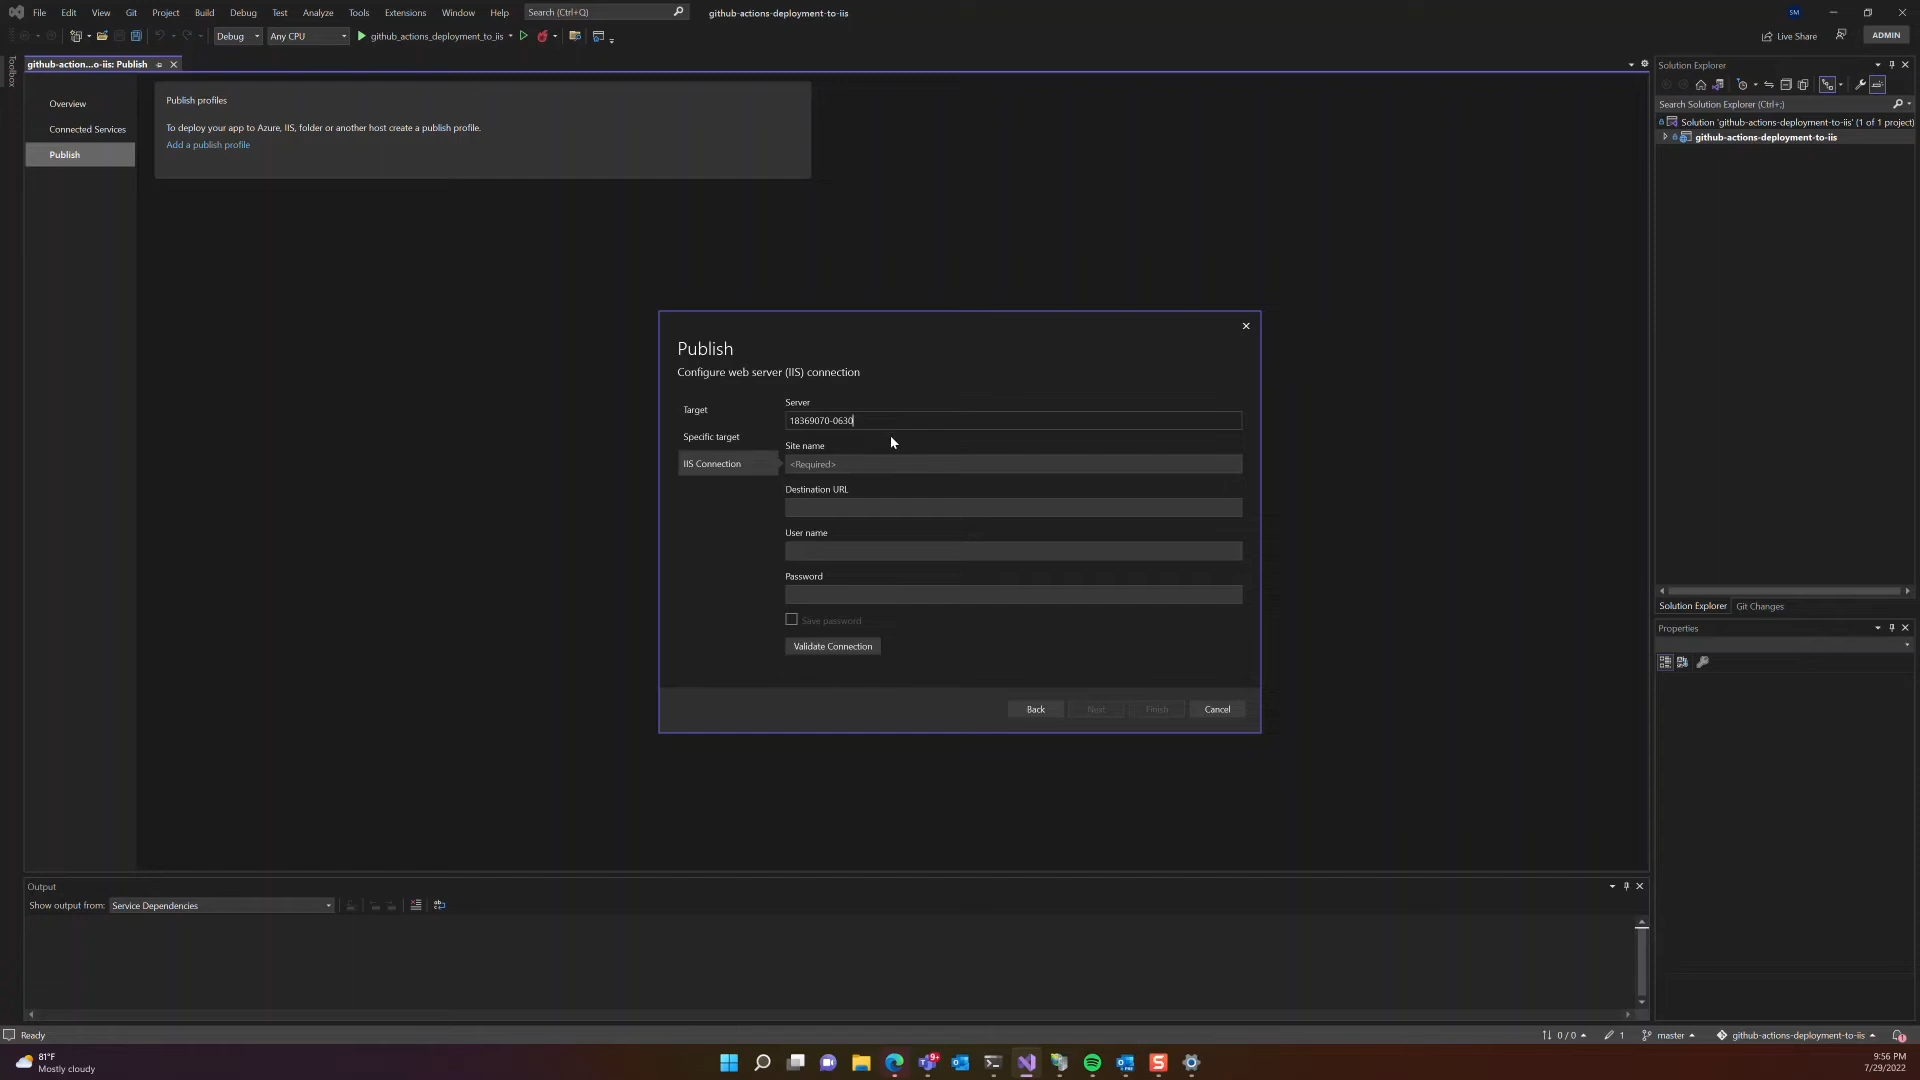 File Edit View Git Project Build Debug Test Analyze Tools Extensions Window Help Search (Ctrl+Q) github-actions-deployment-to-iis SM
Debug Any CPU github_actions_deployment_to_iis Live Share ADMIN
Toolbox
github-action...o-iis: Publish
Overview
Connected Services
Publish
Publish profiles
To deploy your app to Azure, IIS, folder or another host create a publish profile.
Add a publish profile
Publish
Configure web server (IIS) connection
Target
Specific target
IIS Connection
Server
18369070-0630
Site name
<Required>
Destination URL
User name
Password
Save password
Validate Connection
Back Next Finish Cancel
Solution Explorer
Search Solution Explorer (Ctrl+;)
Solution 'github-actions-deployment-to-iis' (1 of 1 project)
github-actions-deployment-to-iis
Solution Explorer Git Changes
Properties
Output
Show output from: Service Dependencies
Ready 0 / 0 1 master github-actions-deployment-to-iis 1
81°F
Mostly cloudy
9+
9:56 PM
7/29/2022